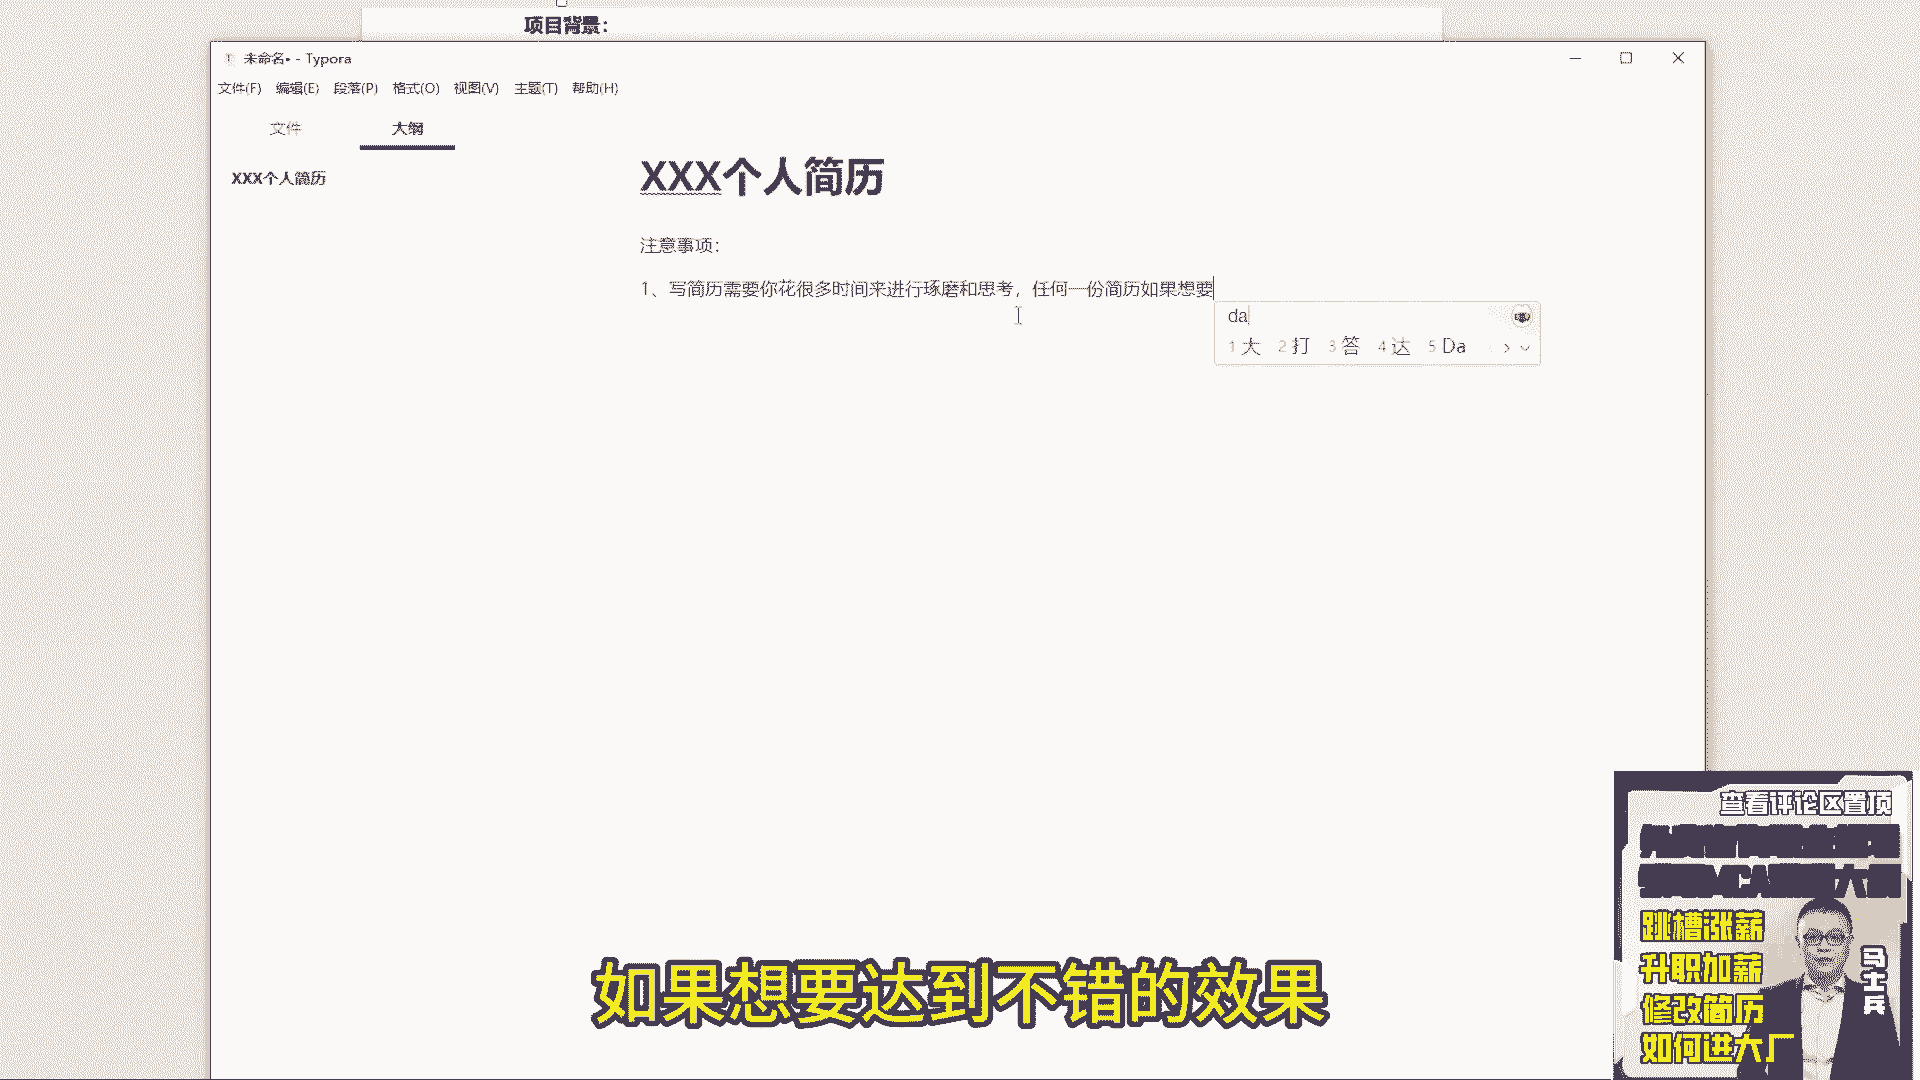 项目背景：
未命名• - Typora
文件(F) 编辑(E) 段落(P) 格式(O) 视图(V) 主题(T) 帮助(H)
文件 大纲
XXX个人简历
XXX个人简历
注意事项：
1、写简历需要你花很多时间来进行琢磨和思考，任何一份简历如果想要
da
1 大 2 打 3 答 4 达 5 Da
查看评论区置顶
跳槽涨薪
升职加薪
修改简历
如何进大厂
马士兵
如果想要达到不错的效果